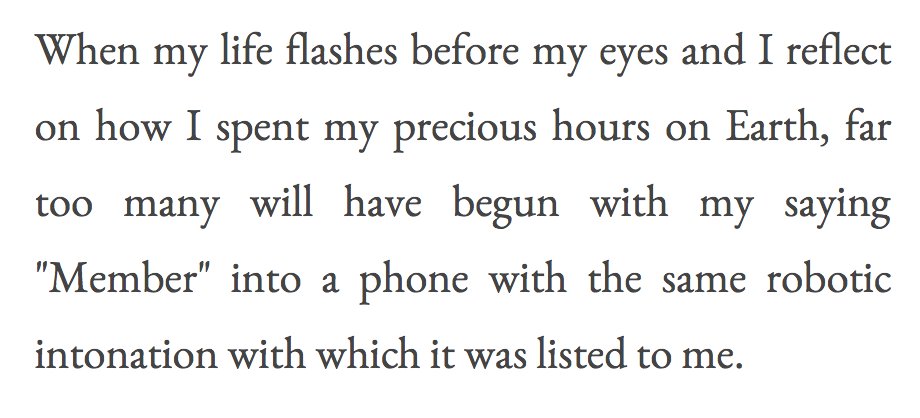 When my life flashes before my eyes and I reflect
on how I spent my precious hours on Earth, far
too many will have begun with my saying
"Member" into a phone with the same robotic
intonation with which it was listed to me.